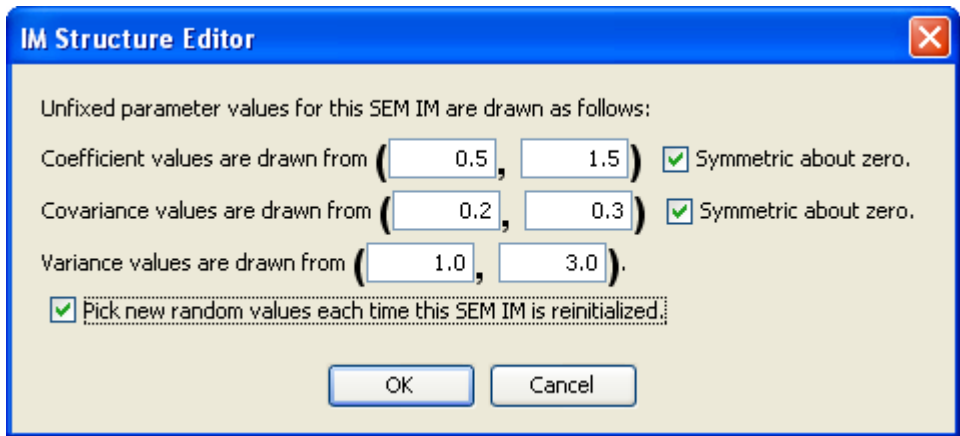 IM Structure Editor
Unfixed parameter values for this SEM IM are drawn as follows:
Coefficient values are drawn from ( 0.5 , 1.5 ) Symmetric about zero.
Covariance values are drawn from ( 0.2 , 0.3 ) Symmetric about zero.
Variance values are drawn from ( 1.0 , 3.0 ) .
Pick new random values each time this SEM IM is reinitialized.
OK Cancel